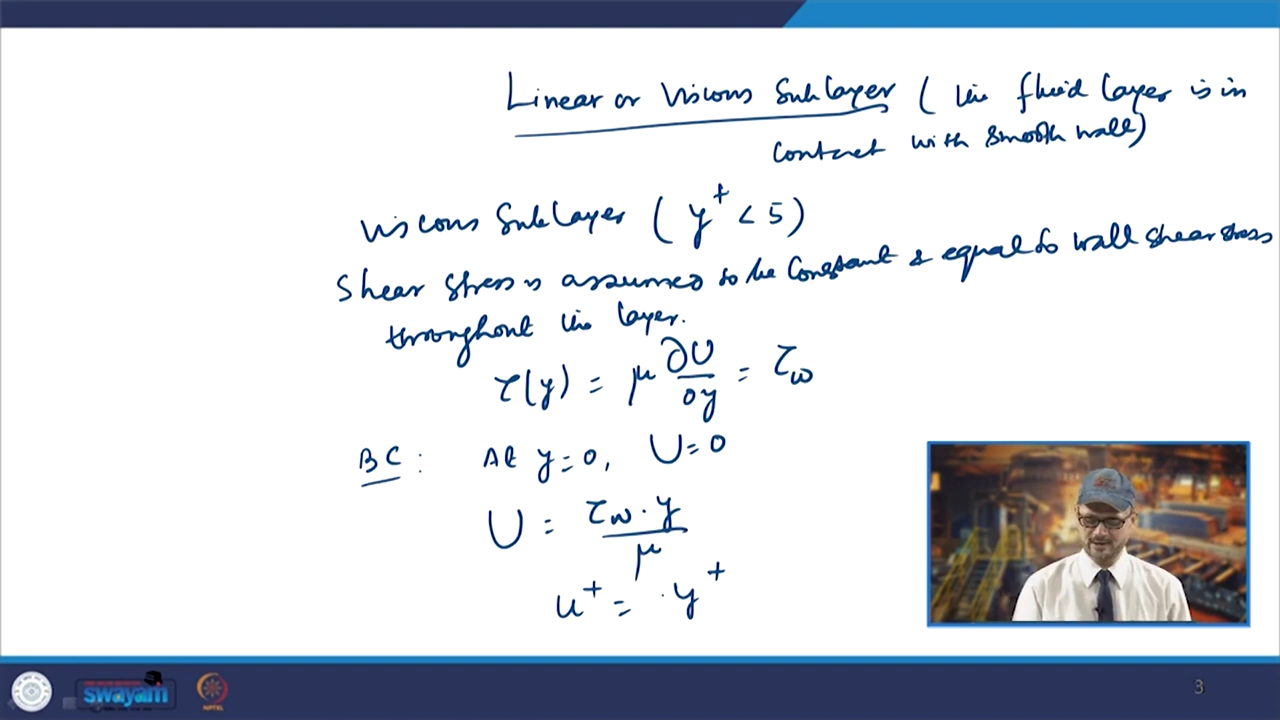 Linear or Viscous Sublayer ( the fluid layer is in
contact with smooth wall)
Viscous Sublayer ( y⁺ < 5 )
Shear stress is assumed to be constant & equal to wall shear stress
throughout the layer.
τ(y) = μ ∂U/∂y = τw
BC : At y=0, U=0
U = τw · y / μ
u⁺ = y⁺
swayam
NPTEL
3